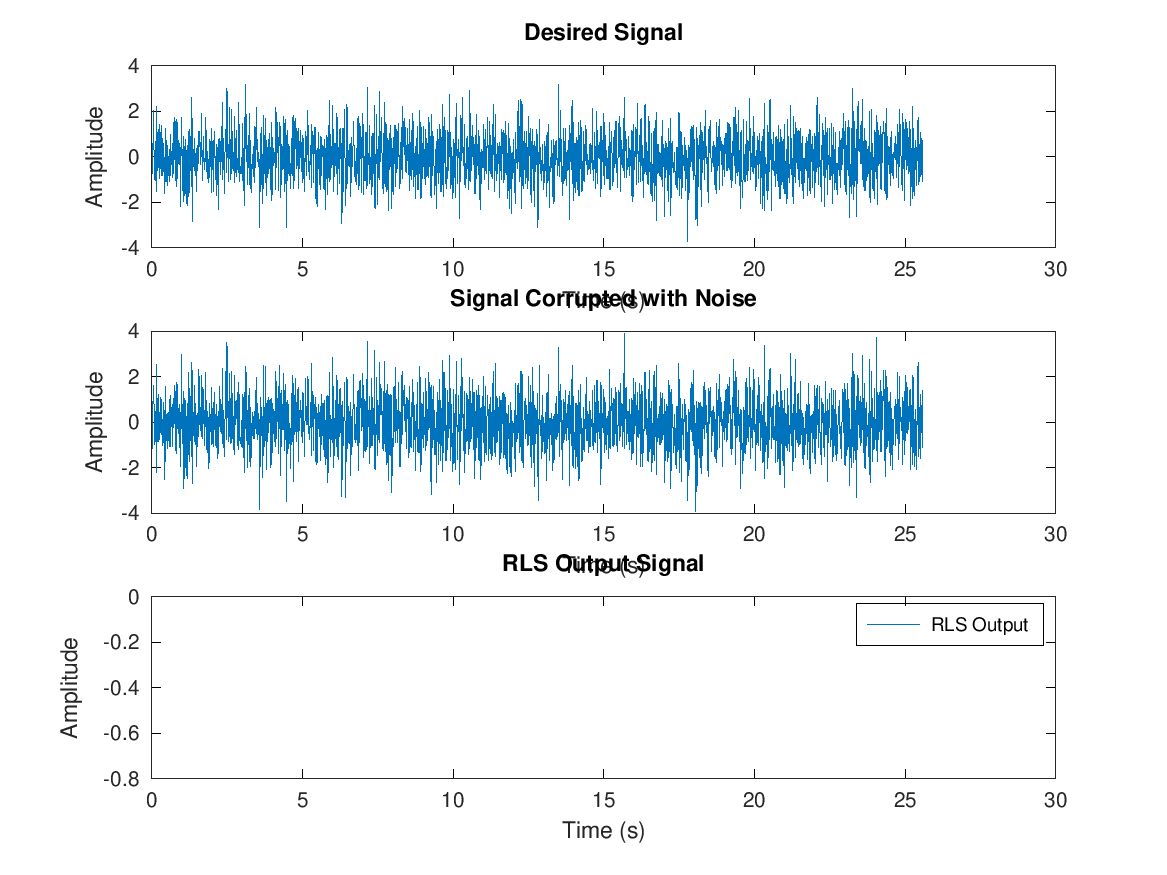 Desired Signal
4
2
0
-2
-4
Amplitude
0 5 10 15 20 25 30
Time (s)
Signal Corrupted with Noise
4
2
0
-2
-4
Amplitude
0 5 10 15 20 25 30
Time (s)
RLS Output Signal
0
-0.2
-0.4
-0.6
-0.8
Amplitude
RLS Output
0 5 10 15 20 25 30
Time (s)